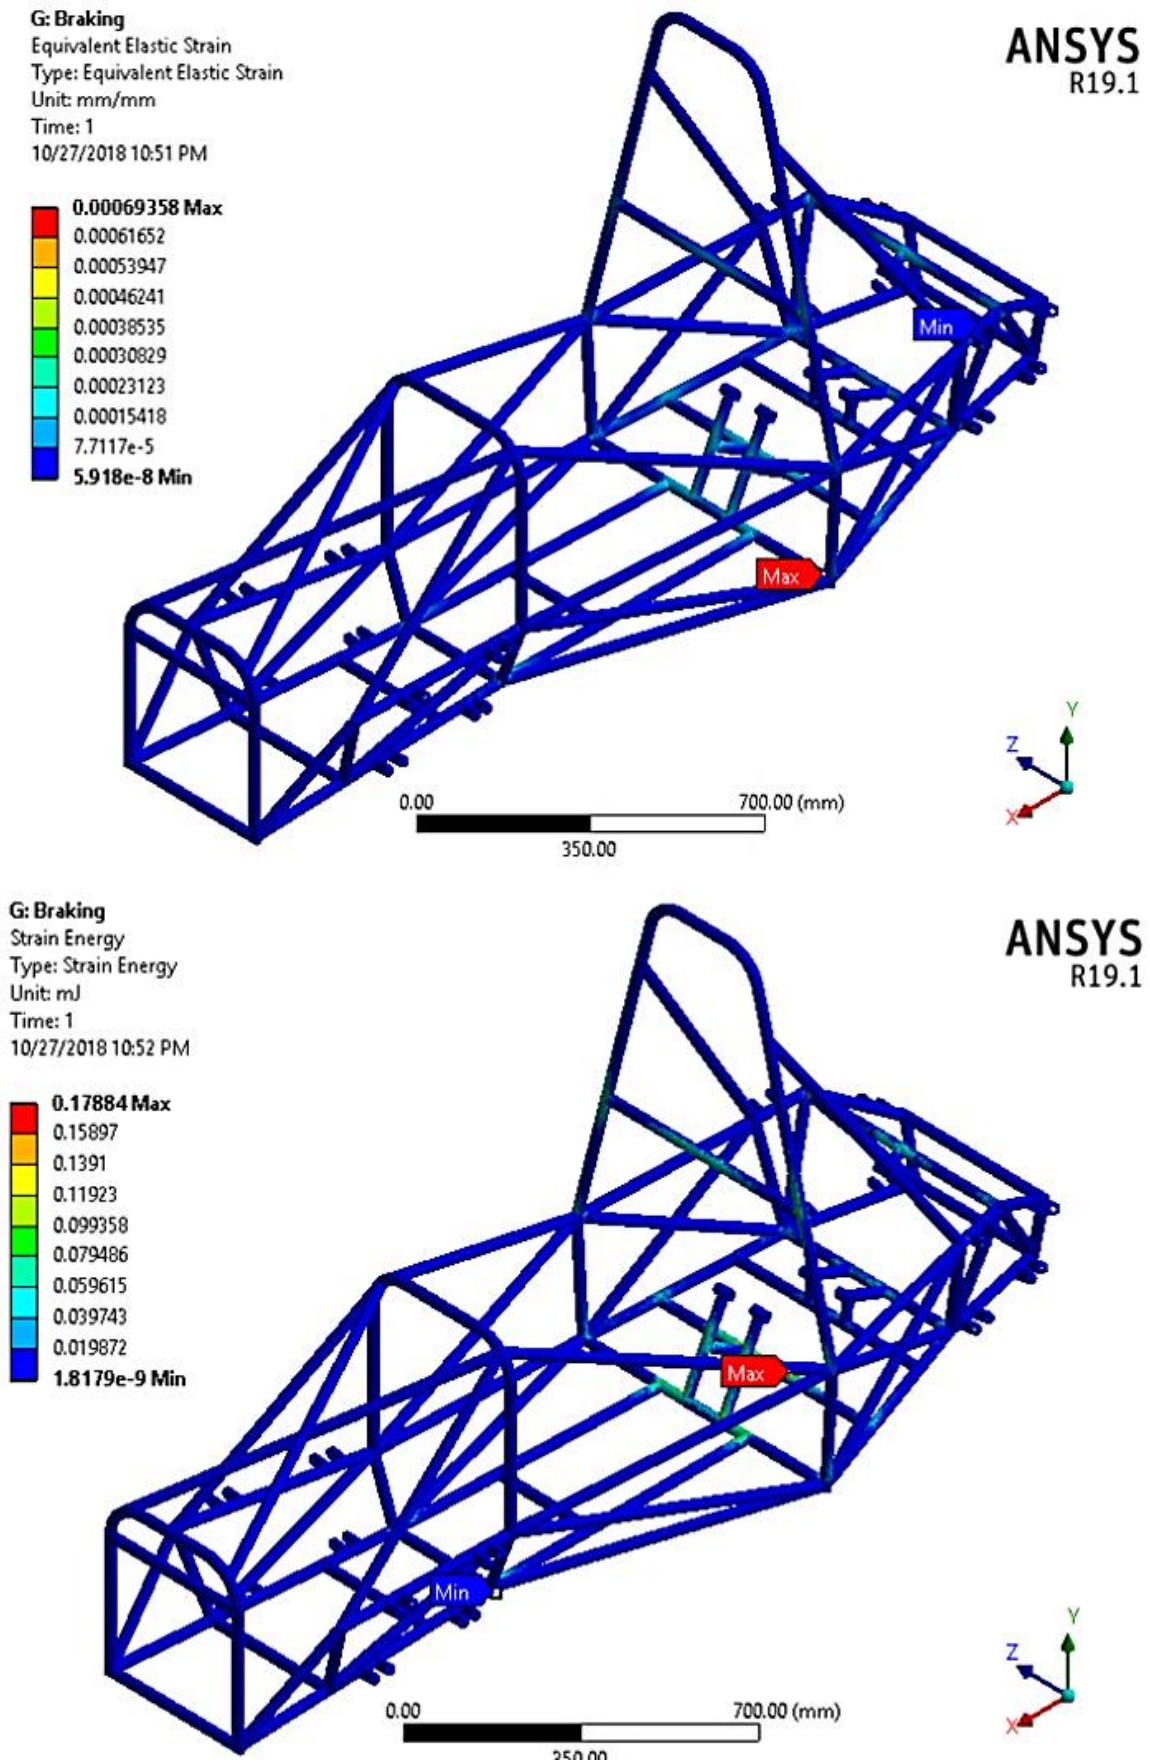 G: Braking
Equivalent Elastic Strain
Type: Equivalent Elastic Strain
Unit: mm/mm
Time: 1
10/27/2018 10:51 PM
ANSYS
R19.1
0.00069358 Max
0.00061652
0.00053947
0.00046241
0.00038535
0.00030829
0.00023123
0.00015418
7.7117e-5
5.918e-8 Min
Min
Max
Y
Z
X
0.00
700.00 (mm)
350.00
G: Braking
Strain Energy
Type: Strain Energy
Unit: mJ
Time: 1
10/27/2018 10:52 PM
ANSYS
R19.1
0.17884 Max
0.15897
0.1391
0.11923
0.099358
0.079486
0.059615
0.039743
0.019872
1.8179e-9 Min
Max
Min
Y
Z
X
0.00
700.00 (mm)
350.00